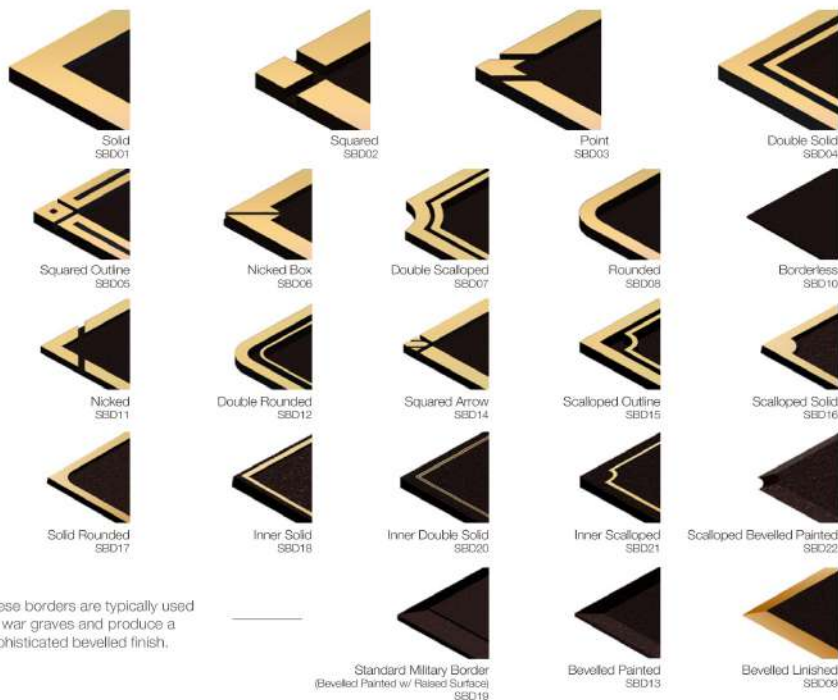 Solid
SBD01
Squared
SBD02
Point
SBD03
Double Solid
SBD04
Squared Outline
SBD05
Nicked Box
SBD06
Double Scalloped
SBD07
Rounded
SBD08
Borderless
SBD10
Nicked
SBD11
Double Rounded
SBD12
Squared Arrow
SBD14
Scalloped Outline
SBD15
Scalloped Solid
SBD16
Solid Rounded
SBD17
Inner Solid
SBD18
Inner Double Solid
SBD20
Inner Scalloped
SBD21
Scalloped Bevelled Painted
SBD22
ese borders are typically used
war graves and produce a
phisticated bevelled finish.
Standard Military Border
(Bevelled Painted w/ Raised Surface)
SBD19
Bevelled Painted
SBD13
Bevelled Linished
SBD09